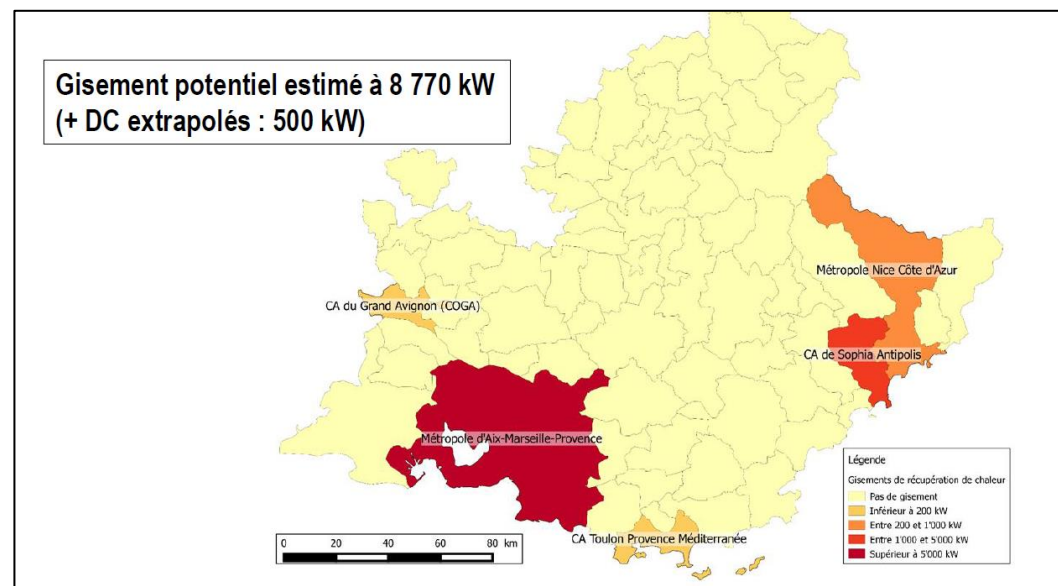 Gisement potentiel estimé à 8 770 kW
(+ DC extrapolés : 500 kW)
Métropole Nice Côte d'Azur
CA du Grand Avignon (COGA)
CA de Sophia Antipolis
Métropole d'Aix-Marseille-Provence
CA Toulon Provence Méditerranée
0 20 40 60 80 km
Légende
Gisements de récupération de chaleur
Pas de gisement
Inférieur à 200 kW
Entre 200 et 1'000 kW
Entre 1'000 et 5'000 kW
Supérieur à 5'000 kW